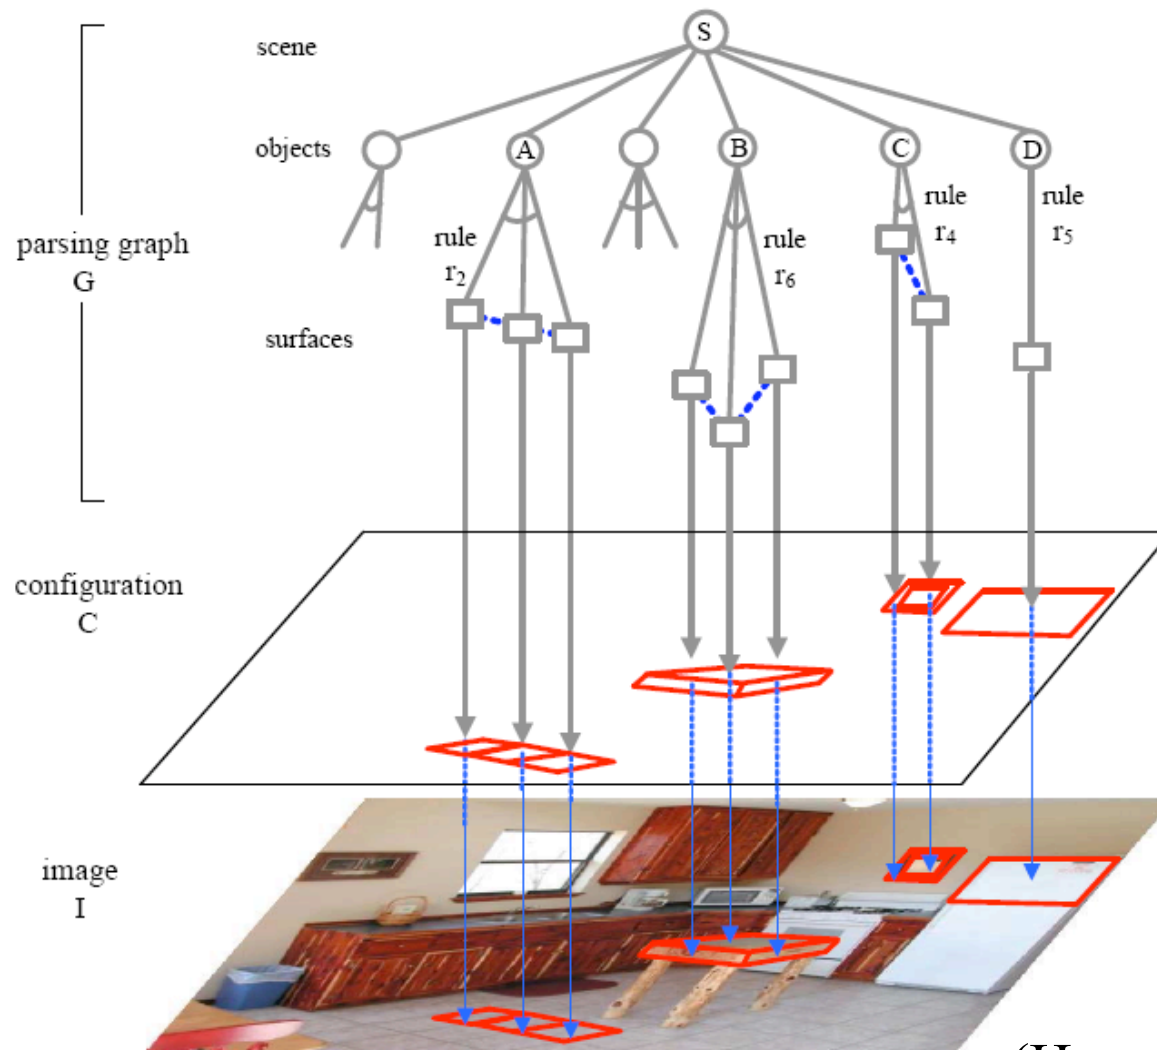 S
scene
objects
A
B
C
D
rule
r4
rule
r5
rule
r2
rule
r6
parsing graph
G
surfaces
configuration
C
image
I
(H